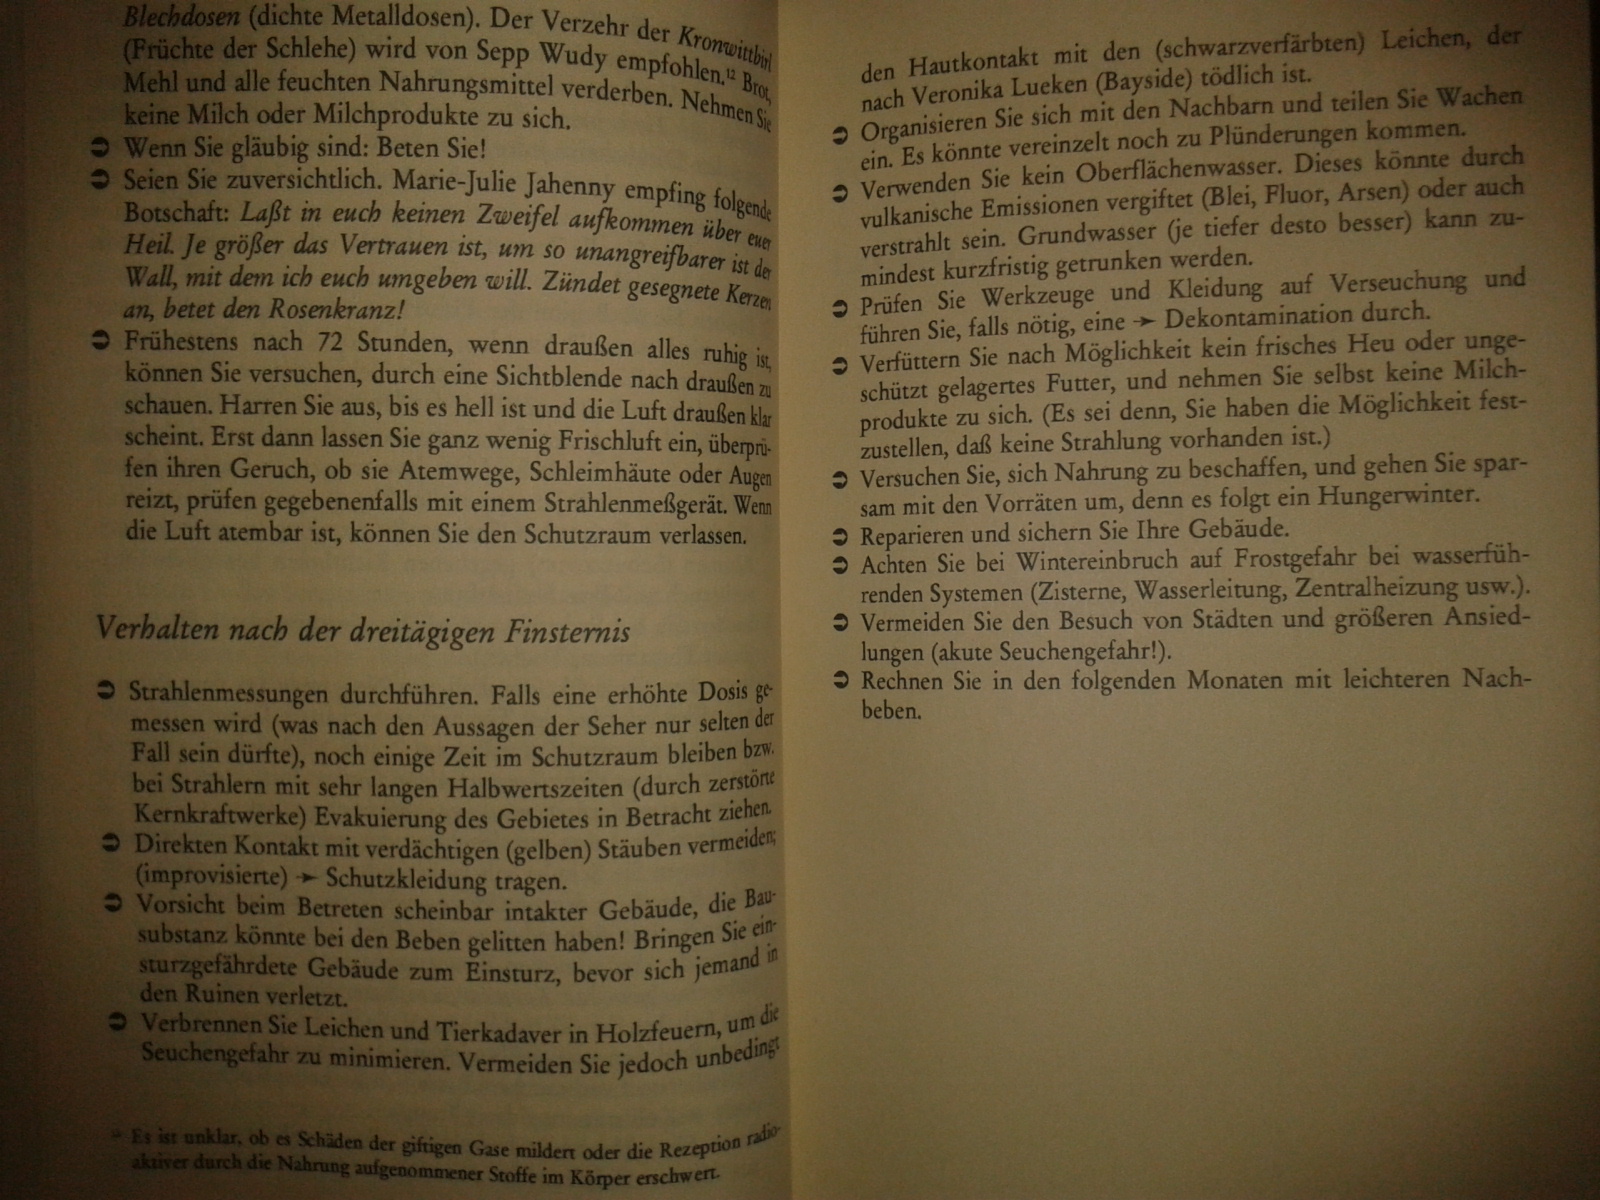 Blechdosen (dichte Metalldosen). Der Verzehr der Kronwittbirl
(Früchte der Schlehe) wird von Sepp Wudy empfohlen.¹² Brot,
Mehl und alle feuchten Nahrungsmittel verderben. Nehmen Sie
keine Milch oder Milchprodukte zu sich.
➲ Wenn Sie gläubig sind: Beten Sie!
➲ Seien Sie zuversichtlich. Marie-Julie Jahenny empfing folgende
Botschaft: Laßt in euch keinen Zweifel aufkommen über euer
Heil. Je größer das Vertrauen ist, um so unangreifbarer ist der
Wall, mit dem ich euch umgeben will. Zündet gesegnete Kerzen
an, betet den Rosenkranz!
➲ Frühestens nach 72 Stunden, wenn draußen alles ruhig ist,
können Sie versuchen, durch eine Sichtblende nach draußen zu
schauen. Harren Sie aus, bis es hell ist und die Luft draußen klar
scheint. Erst dann lassen Sie ganz wenig Frischluft ein, überprü-
fen ihren Geruch, ob sie Atemwege, Schleimhäute oder Augen
reizt, prüfen gegebenenfalls mit einem Strahlenmeßgerät. Wenn
die Luft atembar ist, können Sie den Schutzraum verlassen.
Verhalten nach der dreitägigen Finsternis
➲ Strahlenmessungen durchführen. Falls eine erhöhte Dosis ge-
messen wird (was nach den Aussagen der Seher nur selten der
Fall sein dürfte), noch einige Zeit im Schutzraum bleiben bzw.
bei Strahlern mit sehr langen Halbwertszeiten (durch zerstörte
Kernkraftwerke) Evakuierung des Gebietes in Betracht ziehen.
➲ Direkten Kontakt mit verdächtigen (gelben) Stäuben vermeiden;
(improvisierte) ➛ Schutzkleidung tragen.
➲ Vorsicht beim Betreten scheinbar intakter Gebäude, die Bau-
substanz könnte bei den Beben gelitten haben! Bringen Sie ein-
sturzgefährdete Gebäude zum Einsturz, bevor sich jemand in
den Ruinen verletzt.
➲ Verbrennen Sie Leichen und Tierkadaver in Holzfeuern, um die
Seuchengefahr zu minimieren. Vermeiden Sie jedoch unbedingt
¹² Es ist unklar, ob es Schäden der giftigen Gase mildert oder die Rezeption radio-
aktiver durch die Nahrung aufgenommener Stoffe im Körper erschwert.
den Hautkontakt mit den (schwarzverfärbten) Leichen, der
nach Veronika Lueken (Bayside) tödlich ist.
➲ Organisieren Sie sich mit den Nachbarn und teilen Sie Wachen
ein. Es könnte vereinzelt noch zu Plünderungen kommen.
➲ Verwenden Sie kein Oberflächenwasser. Dieses könnte durch
vulkanische Emissionen vergiftet (Blei, Fluor, Arsen) oder auch
verstrahlt sein. Grundwasser (je tiefer desto besser) kann zu-
mindest kurzfristig getrunken werden.
➲ Prüfen Sie Werkzeuge und Kleidung auf Verseuchung und
führen Sie, falls nötig, eine ➛ Dekontamination durch.
➲ Verfüttern Sie nach Möglichkeit kein frisches Heu oder unge-
schützt gelagertes Futter, und nehmen Sie selbst keine Milch-
produkte zu sich. (Es sei denn, Sie haben die Möglichkeit fest-
zustellen, daß keine Strahlung vorhanden ist.)
➲ Versuchen Sie, sich Nahrung zu beschaffen, und gehen Sie spar-
sam mit den Vorräten um, denn es folgt ein Hungerwinter.
➲ Reparieren und sichern Sie Ihre Gebäude.
➲ Achten Sie bei Wintereinbruch auf Frostgefahr bei wasserfüh-
renden Systemen (Zisterne, Wasserleitung, Zentralheizung usw.).
➲ Vermeiden Sie den Besuch von Städten und größeren Ansied-
lungen (akute Seuchengefahr!).
➲ Rechnen Sie in den folgenden Monaten mit leichteren Nach-
beben.